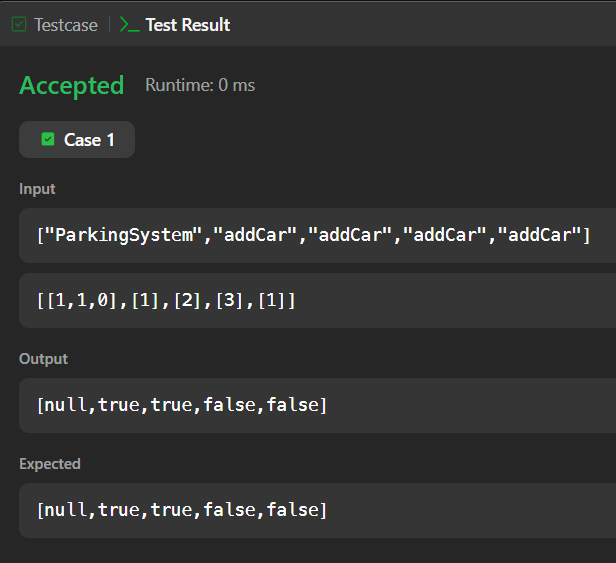 Testcase
Test Result
Accepted
Runtime: 0 ms
Case 1
Input
["ParkingSystem","addCar","addCar","addCar","addCar"]
[[1,1,0],[1],[2],[3],[1]]
Output
[null,true,true,false,false]
Expected
[null,true,true,false,false]